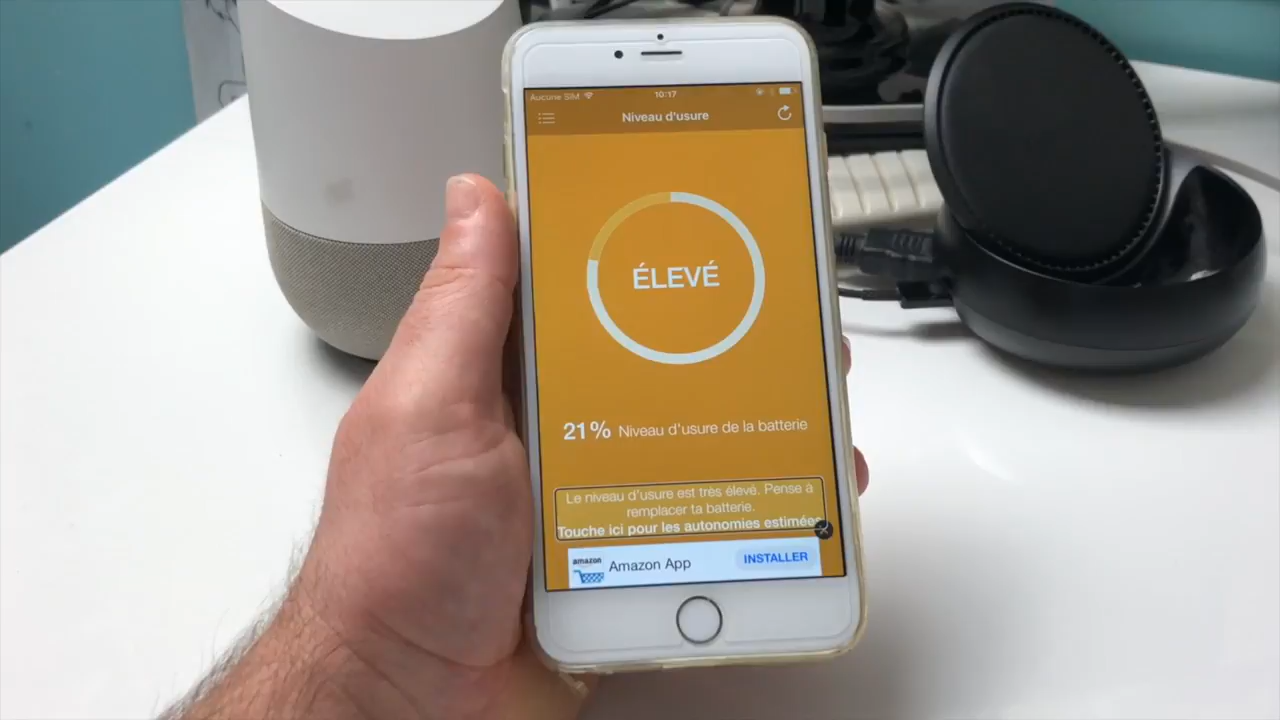 Aucune SIM 10:17
Niveau d'usure
ÉLEVÉ
21% Niveau d'usure de la batterie
Le niveau d'usure est très élevé. Pense à
remplacer ta batterie.
Touche ici pour les autonomies estimées
amazon Amazon App INSTALLER